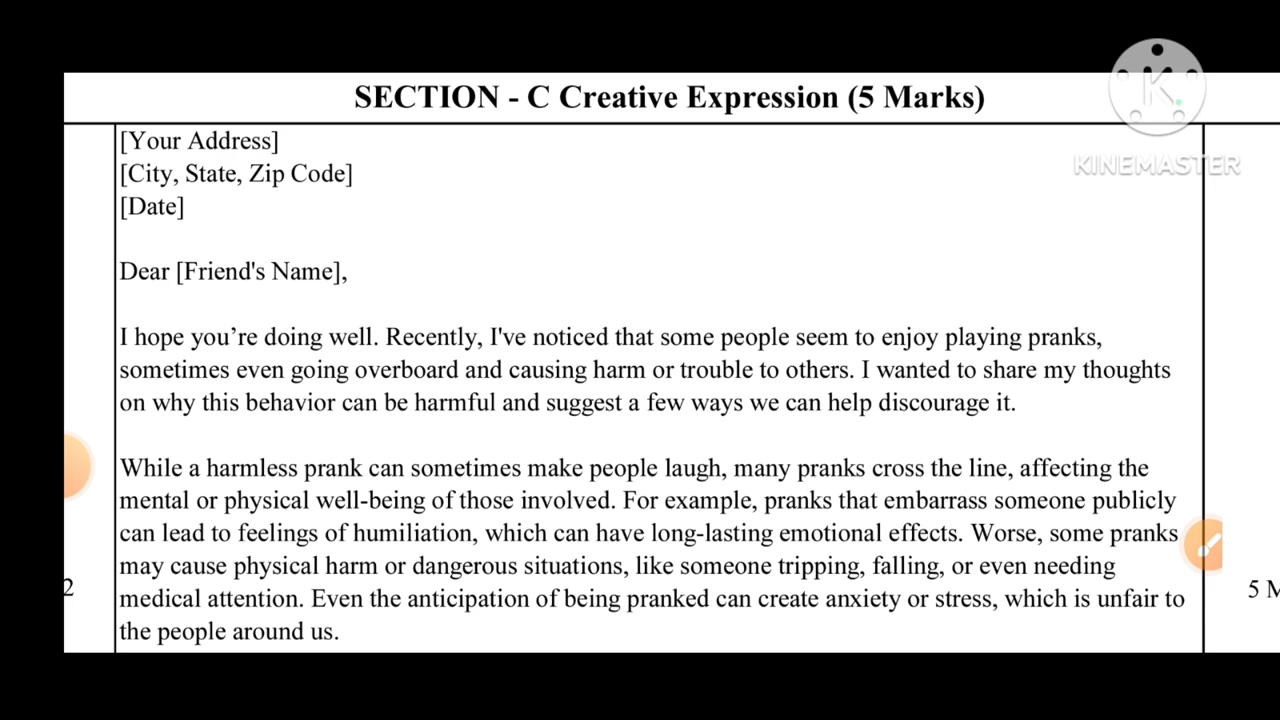 SECTION - C Creative Expression (5 Marks)
KINEMASTER
[Your Address]
[City, State, Zip Code]
[Date]
Dear [Friend's Name],
I hope you’re doing well. Recently, I've noticed that some people seem to enjoy playing pranks,
sometimes even going overboard and causing harm or trouble to others. I wanted to share my thoughts
on why this behavior can be harmful and suggest a few ways we can help discourage it.
While a harmless prank can sometimes make people laugh, many pranks cross the line, affecting the
mental or physical well-being of those involved. For example, pranks that embarrass someone publicly
can lead to feelings of humiliation, which can have long-lasting emotional effects. Worse, some pranks
may cause physical harm or dangerous situations, like someone tripping, falling, or even needing
2
5 M
medical attention. Even the anticipation of being pranked can create anxiety or stress, which is unfair to
the people around us.